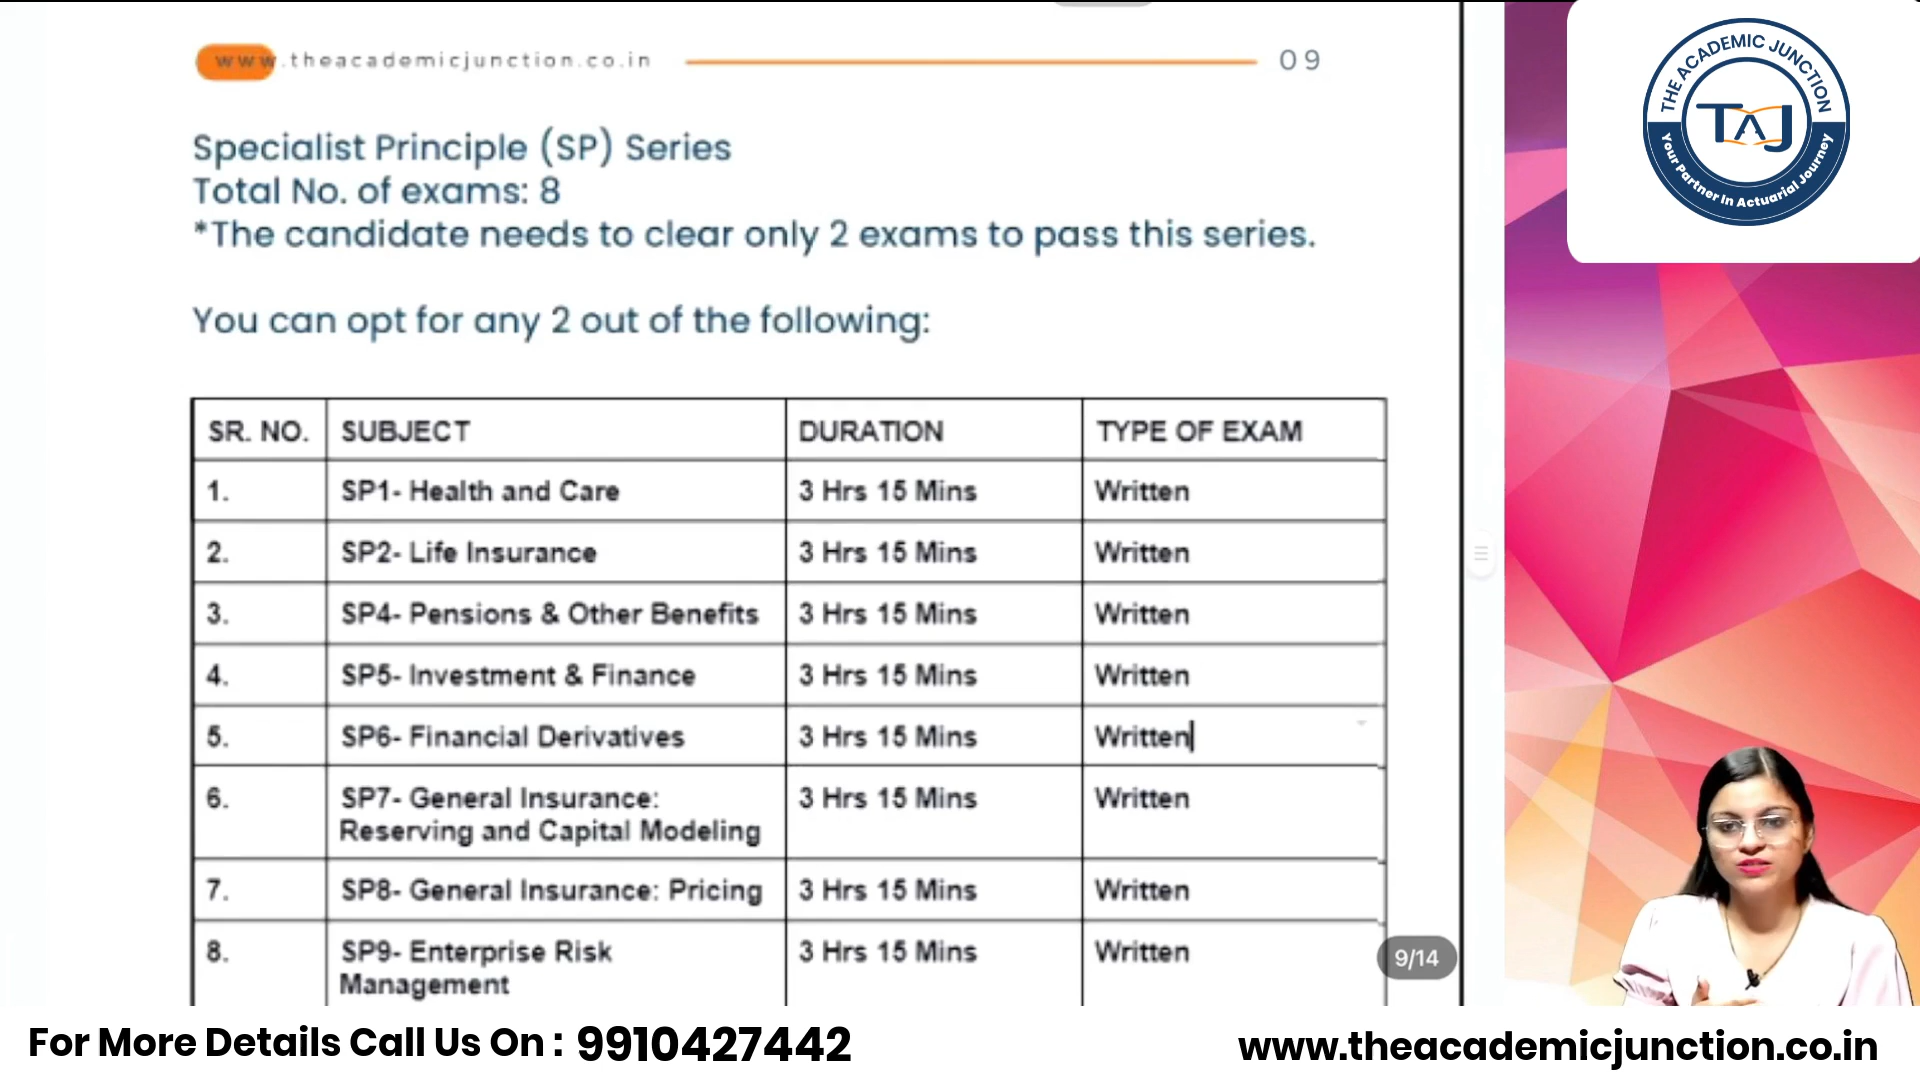 www.theacademicjunction.co.in
09
THE ACADEMIC JUNCTION
TAJ
Your Partner In Actuarial Journey
Specialist Principle (SP) Series
Total No. of exams: 8
*The candidate needs to clear only 2 exams to pass this series.
You can opt for any 2 out of the following:
SR. NO. SUBJECT DURATION TYPE OF EXAM
1. SP1- Health and Care 3 Hrs 15 Mins Written
2. SP2- Life Insurance 3 Hrs 15 Mins Written
3. SP4- Pensions & Other Benefits 3 Hrs 15 Mins Written
4. SP5- Investment & Finance 3 Hrs 15 Mins Written
5. SP6- Financial Derivatives 3 Hrs 15 Mins Written
6. SP7- General Insurance: 3 Hrs 15 Mins Written
Reserving and Capital Modeling
7. SP8- General Insurance: Pricing 3 Hrs 15 Mins Written
8. SP9- Enterprise Risk 3 Hrs 15 Mins Written
Management
9/14
For More Details Call Us On : 9910427442
www.theacademicjunction.co.in